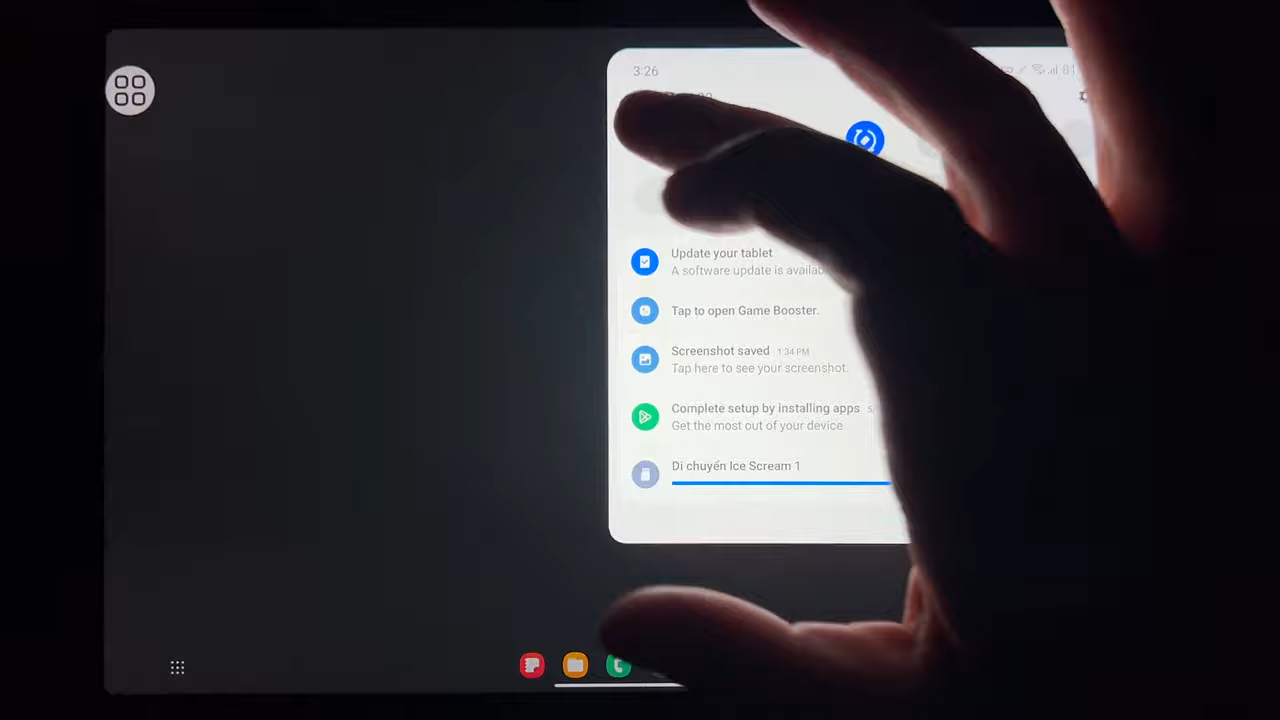 3:26
81
Update your tablet
A software update is availab
Tap to open Game Booster.
Screenshot saved 1:34 PM
Tap here to see your screenshot.
Complete setup by installing apps
Get the most out of your device
Di chuyển Ice Scream 1